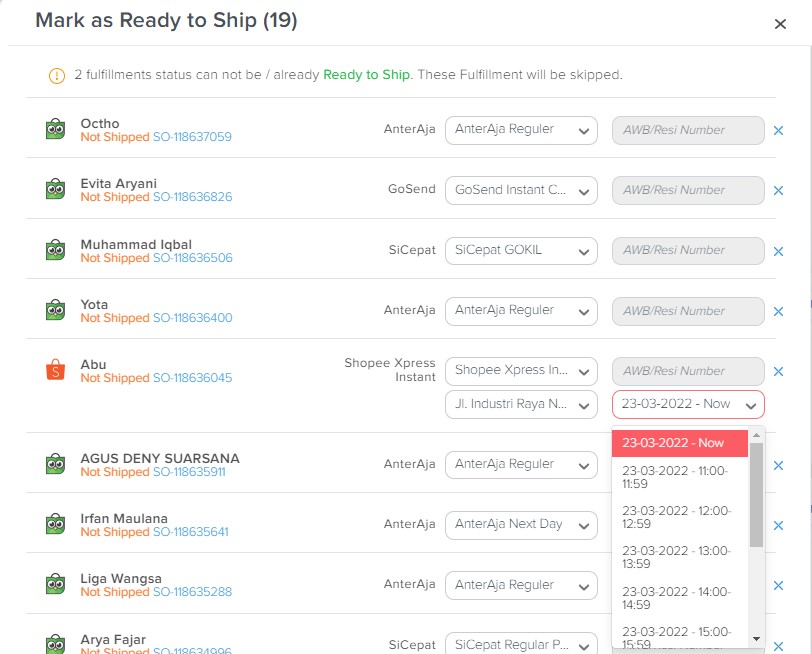 Mark as Ready to Ship (19)
2 fulfillments status can not be / already Ready to Ship. These Fulfillment will be skipped.
Octho
Not Shipped SO-118637059
AnterAja
AnterAja Reguler
AWB/Resi Number
Evita Aryani
Not Shipped SO-118636826
GoSend
GoSend Instant C...
AWB/Resi Number
Muhammad Iqbal
Not Shipped SO-118636506
SiCepat
SiCepat GOKIL
AWB/Resi Number
Yota
Not Shipped SO-118636400
AnterAja
AnterAja Reguler
AWB/Resi Number
Abu
Not Shipped SO-118636045
Shopee Xpress
Instant
Shopee Xpress In...
AWB/Resi Number
Jl. Industri Raya N...
23-03-2022 - Now
23-03-2022 - Now
23-03-2022 - 11:00-
11:59
23-03-2022 - 12:00-
12:59
23-03-2022 - 13:00-
13:59
23-03-2022 - 14:00-
14:59
23-03-2022 - 15:00-
15:59
AGUS DENY SUARSANA
Not Shipped SO-118635911
AnterAja
AnterAja Reguler
Irfan Maulana
Not Shipped SO-118635641
AnterAja
AnterAja Next Day
Liga Wangsa
Not Shipped SO-118635288
AnterAja
AnterAja Reguler
Arya Fajar
Not Shipped SO-118634996
SiCepat
SiCepat Regular P...